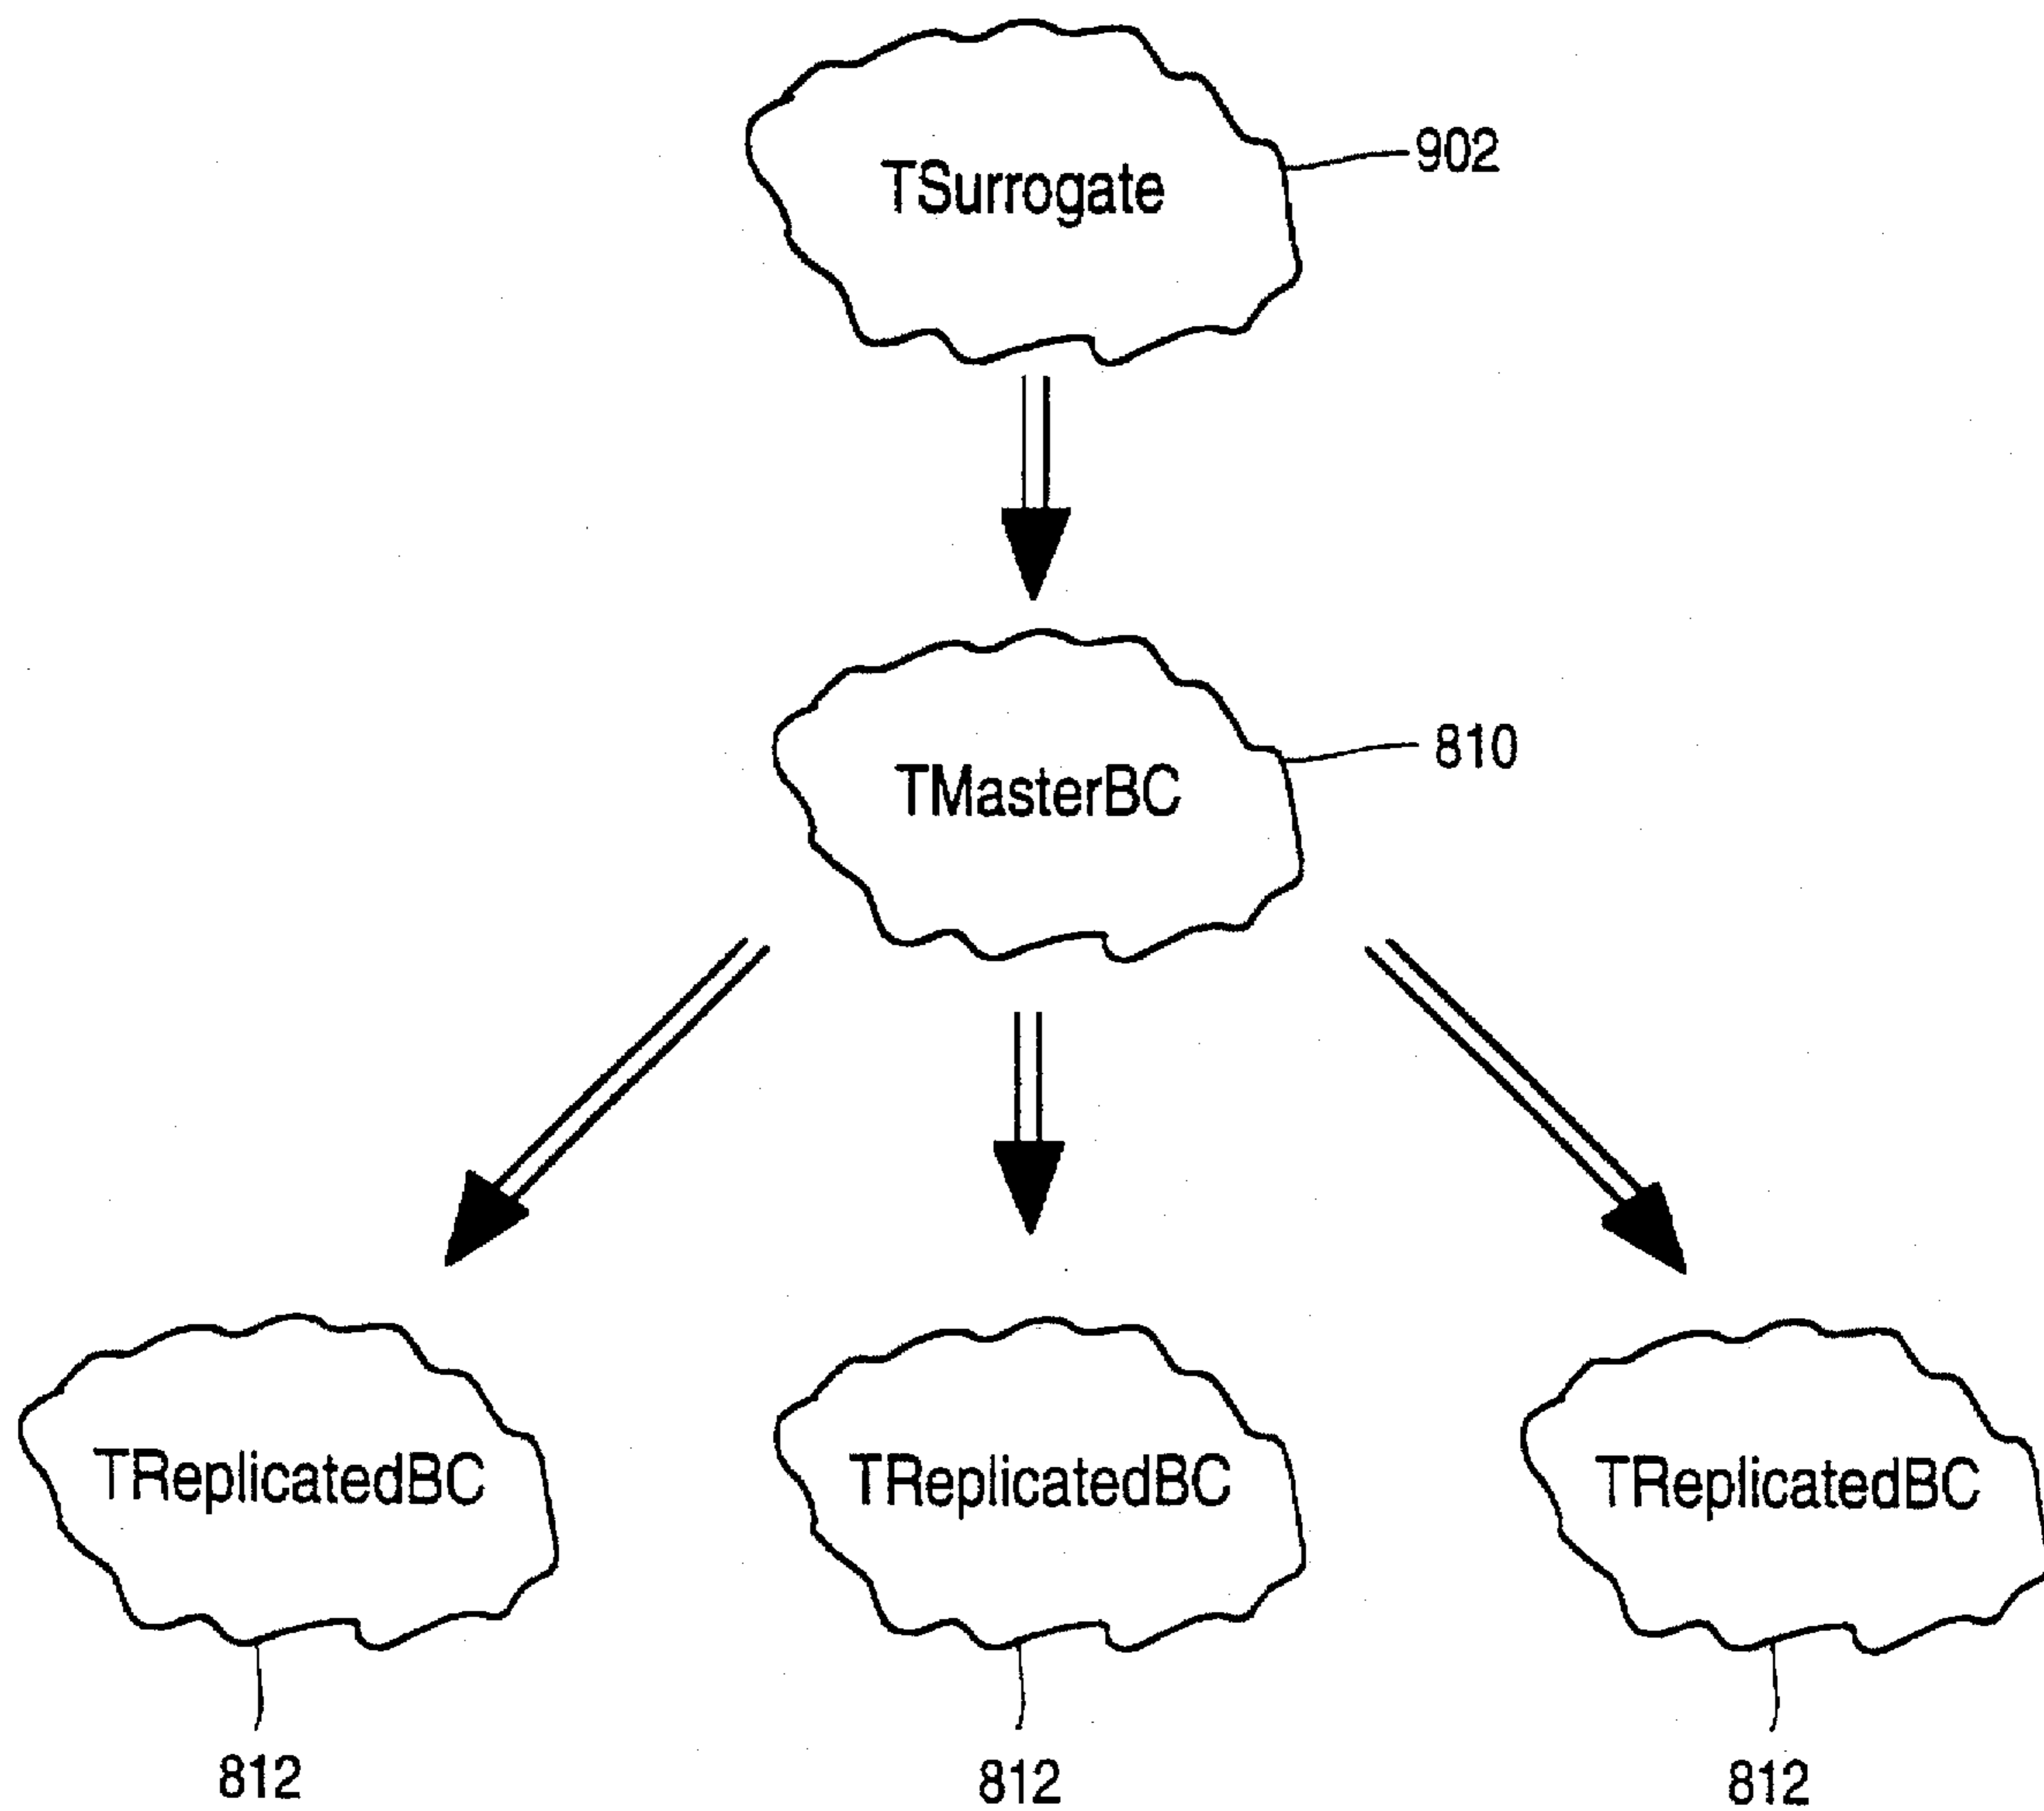 TSurrogate
902
TMasterBC
810
TReplicatedBC
TReplicatedBC
TReplicatedBC
812
812
812